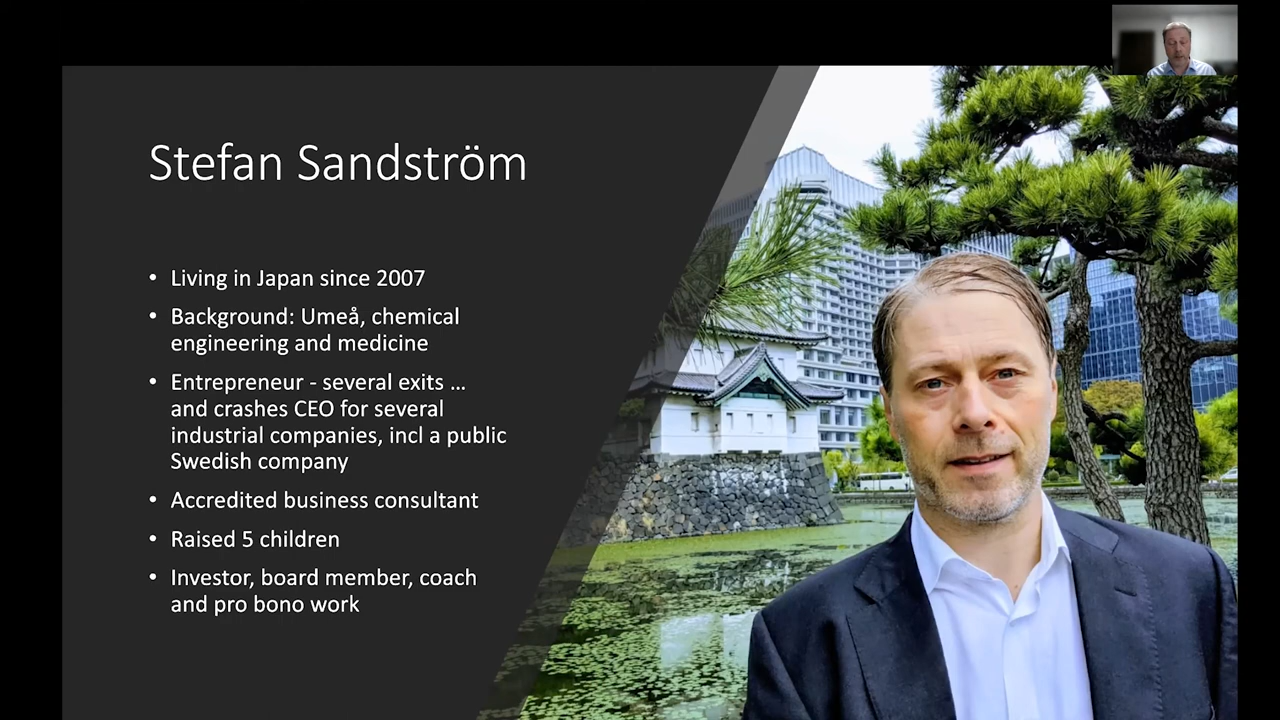 Stefan Sandström
• Living in Japan since 2007
• Background: Umeå, chemical
engineering and medicine
• Entrepreneur - several exits …
and crashes CEO for several
industrial companies, incl a public
Swedish company
• Accredited business consultant
• Raised 5 children
• Investor, board member, coach
and pro bono work